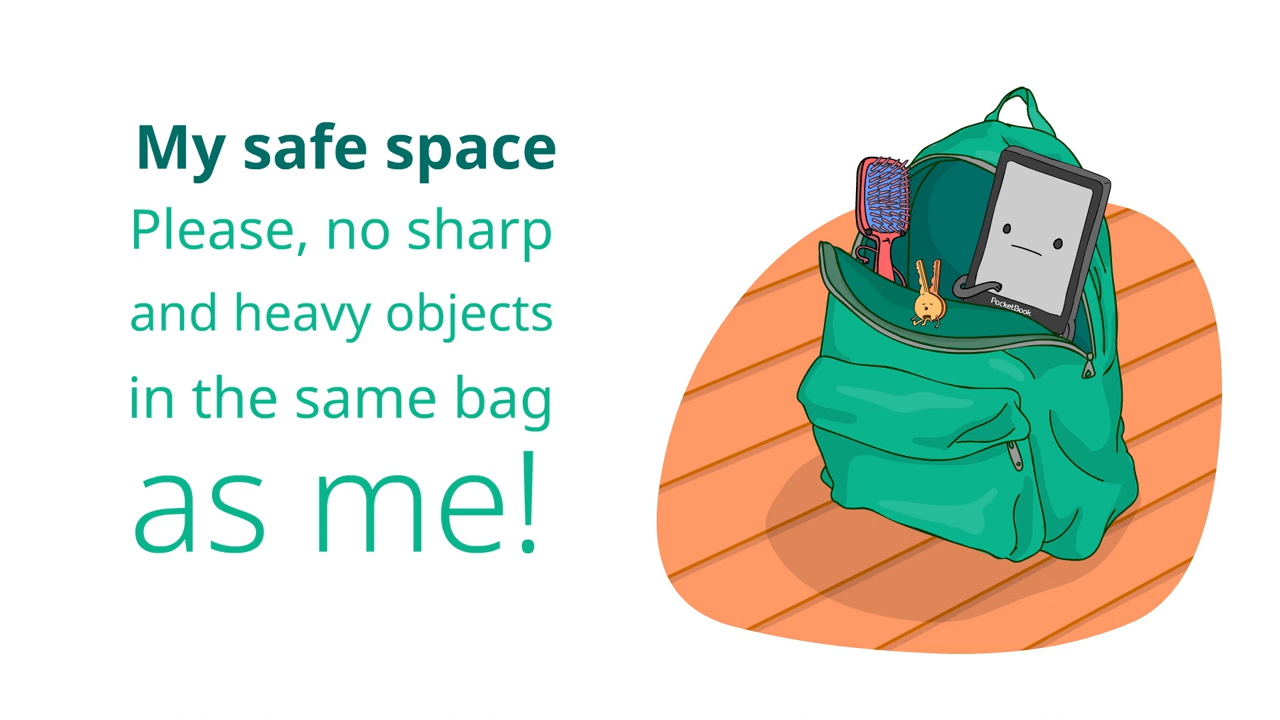 My safe space
Please, no sharp
and heavy objects
in the same bag
as me!
PocketBook